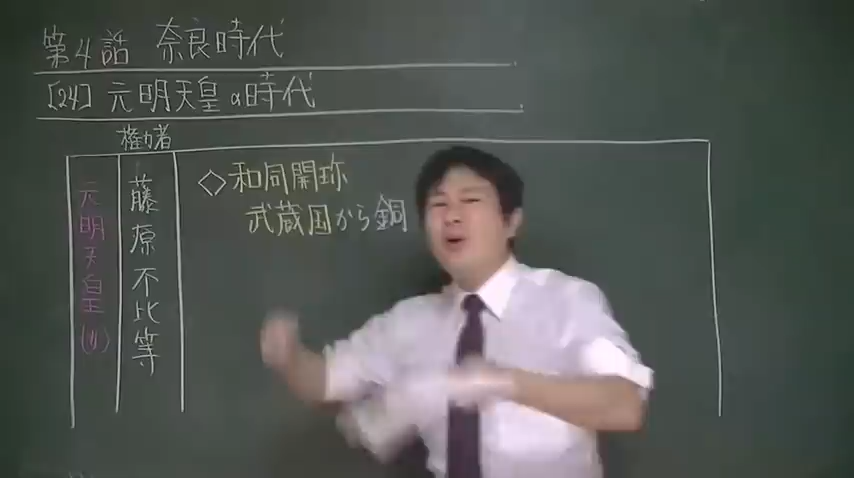 第4話 奈良時代
[24] 元明天皇の時代
権力者
元明天皇(女)
藤原不比等
◇和同開珎
武蔵国から銅